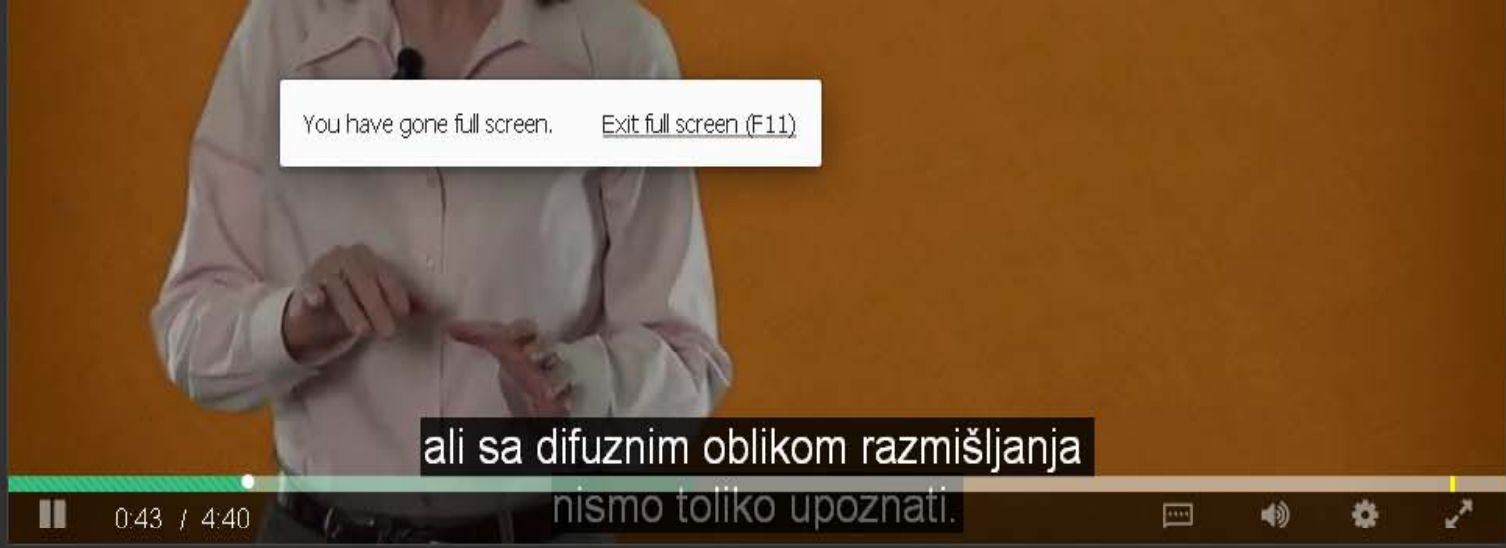 You have gone full screen. Exit full screen (F11)
ali sa difuznim oblikom razmišljanja
nismo toliko upoznati.
0:43 / 4:40